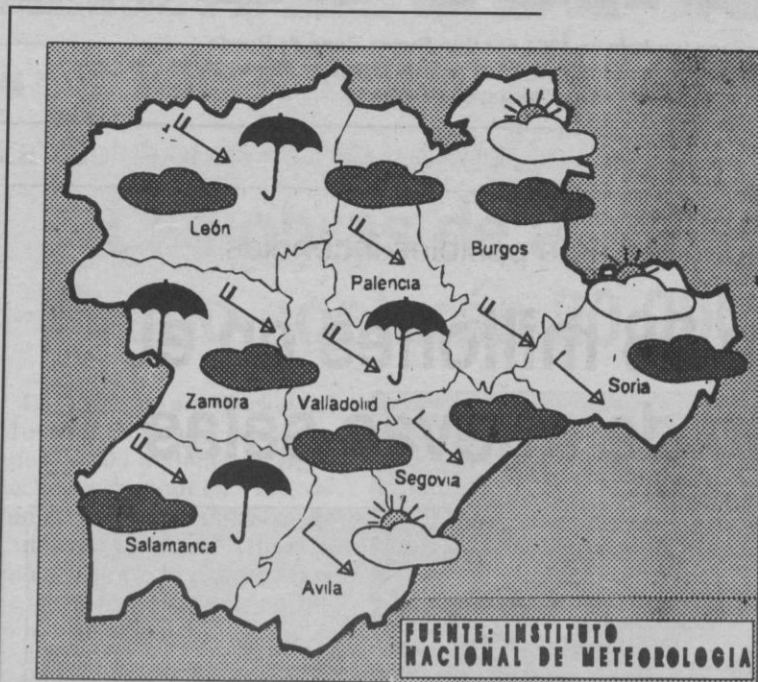 León
Burgos
Palencia
Soria
Zamora
Valladolid
Segovia
Salamanca
Avila
FUENTE: INSTITUTO
NACIONAL DE METEOROLOGIA